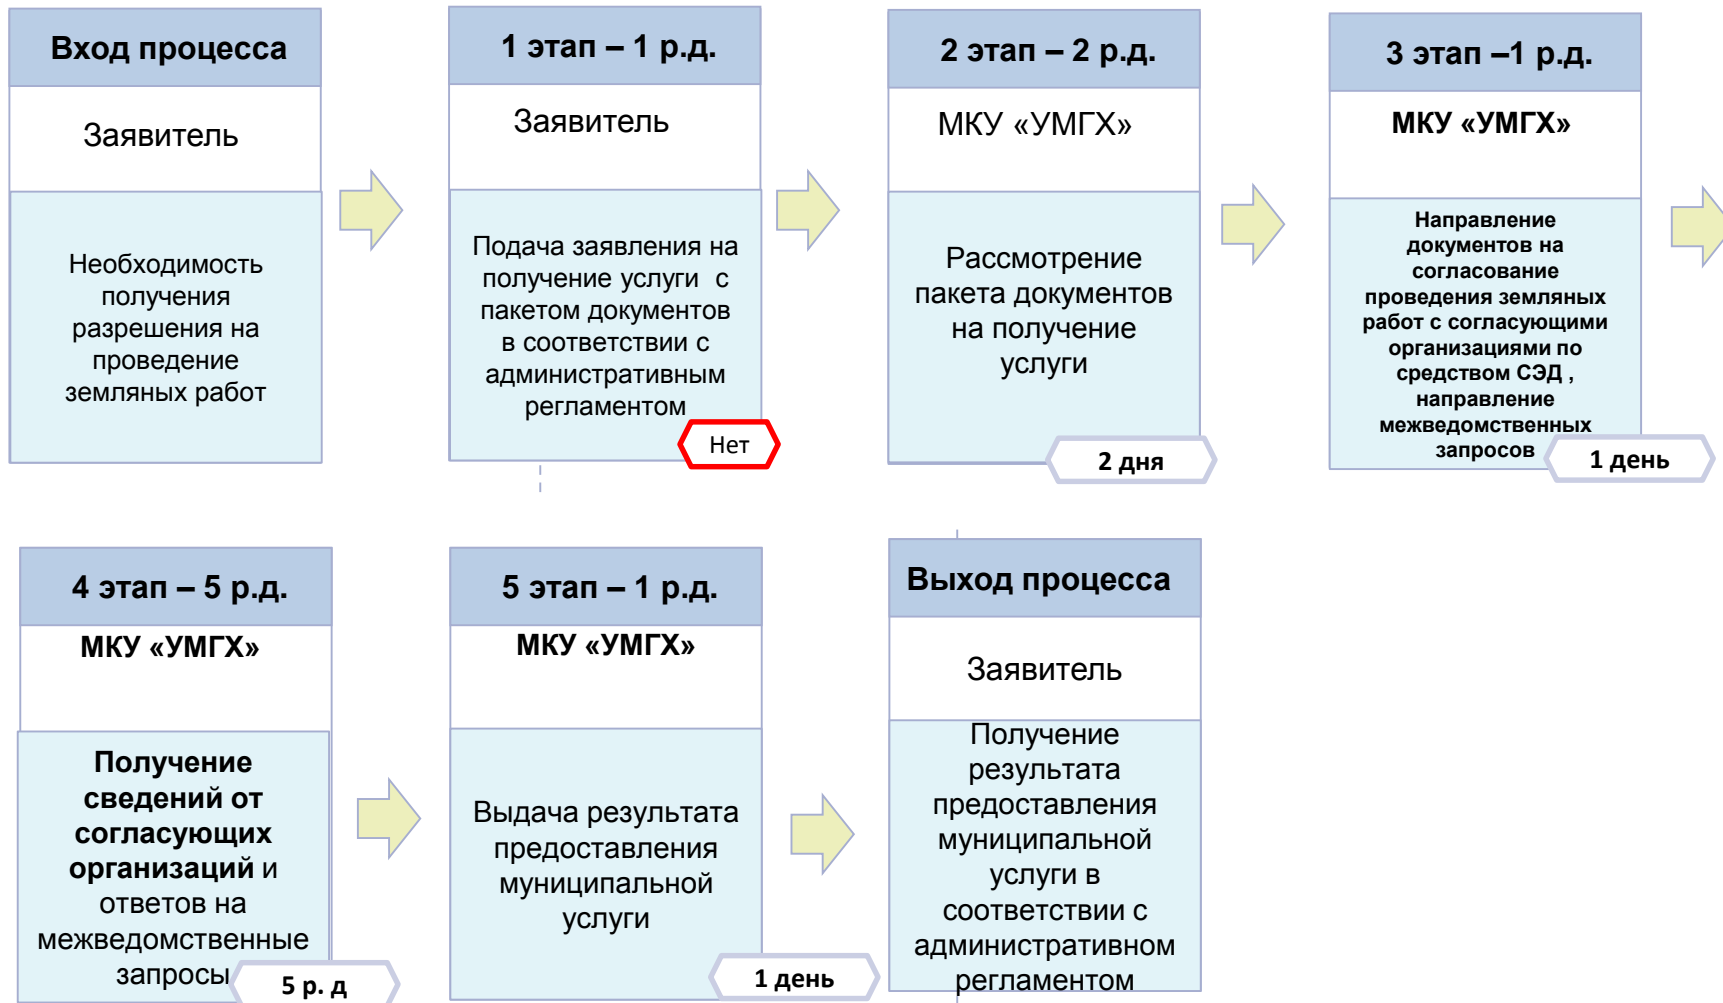 Вход процесса
Заявитель
Необходимость
получения
разрешения на
проведение
земляных работ
1 этап – 1 р.д.
Заявитель
Подача заявления на
получение услуги с
пакетом документов
в соответствии с
административным
регламентом
Нет
2 этап – 2 р.д.
МКУ «УМГХ»
Рассмотрение
пакета документов
на получение
услуги
2 дня
3 этап –1 р.д.
МКУ «УМГХ»
Направление
документов на
согласование
проведения земляных
работ с согласующими
организациями по
средством СЭД ,
направление
межведомственных
запросов
1 день
4 этап – 5 р.д.
МКУ «УМГХ»
Получение
сведений от
согласующих
организаций и
ответов на
межведомственные
запросы
5 р. д
5 этап – 1 р.д.
МКУ «УМГХ»
Выдача результата
предоставления
муниципальной
услуги
1 день
Выход процесса
Заявитель
Получение
результата
предоставления
муниципальной
услуги в
соответствии с
административном
регламентом